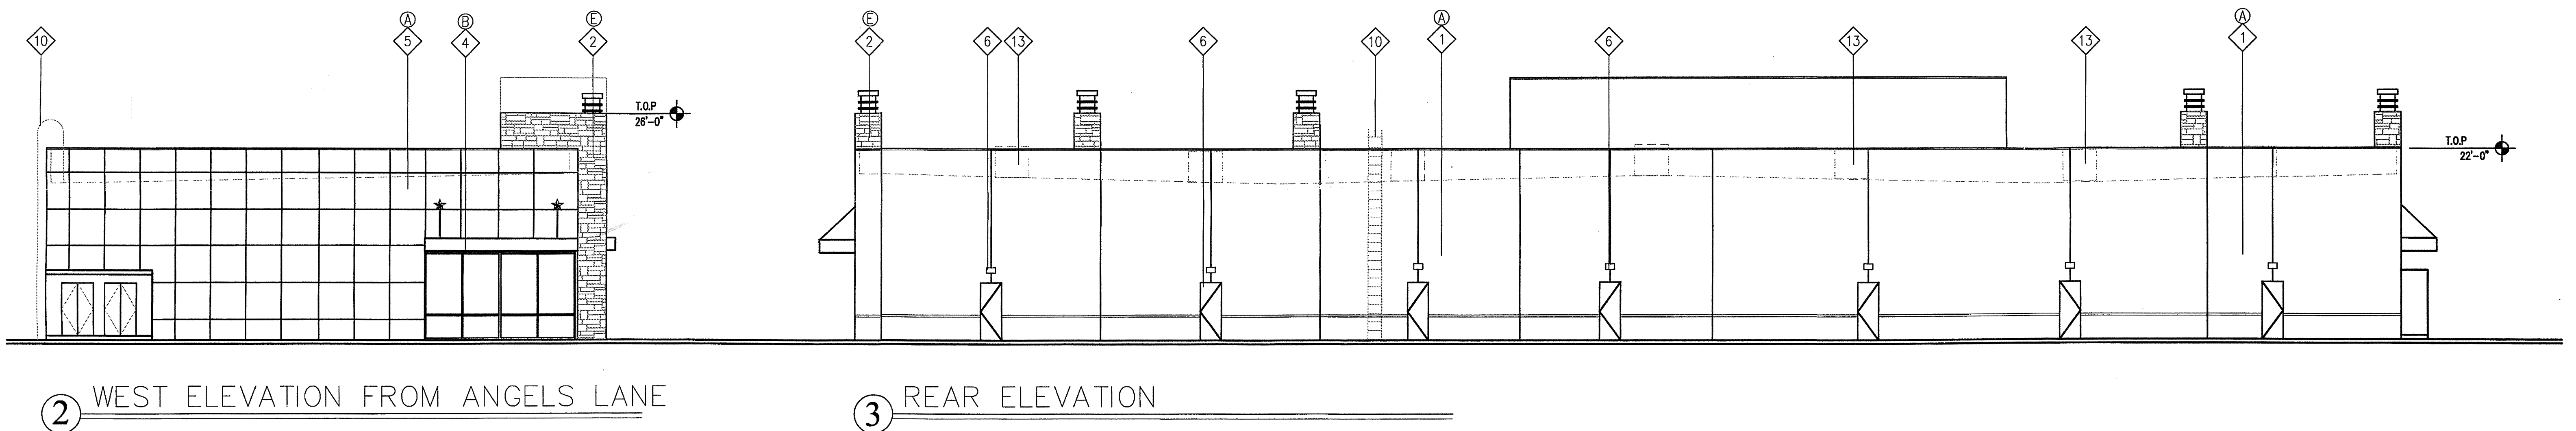 10
A
5
B
4
E
2
T.O.P
26'-0"
E
2
6
13
6
10
A
1
6
13
13
A
1
T.O.P
22'-0"
2 WEST ELEVATION FROM ANGELS LANE
3 REAR ELEVATION